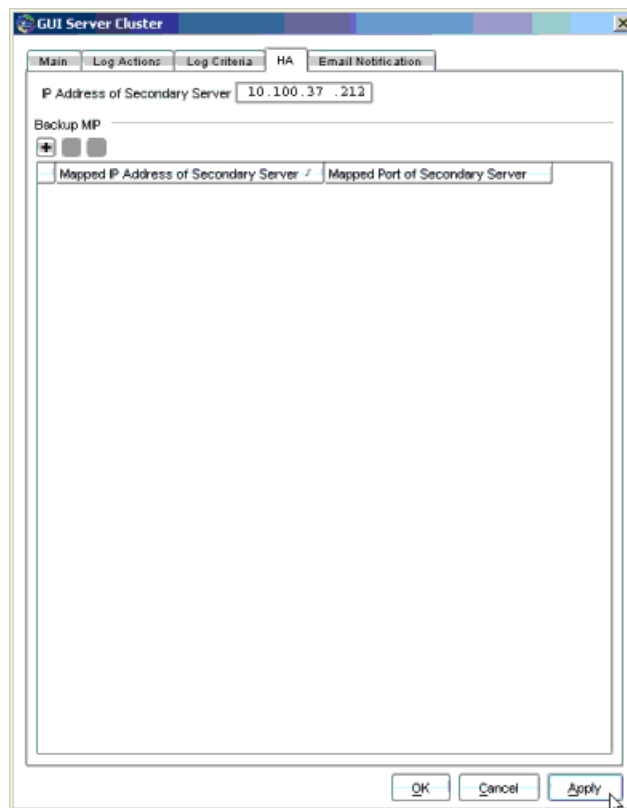 GUI Server Cluster
Main Log Actions Log Criteria HA Email Notification
IP Address of Secondary Server 10.100.37 .212
Backup MIP
Mapped IP Address of Secondary Server Mapped Port of Secondary Server
OK Cancel Apply